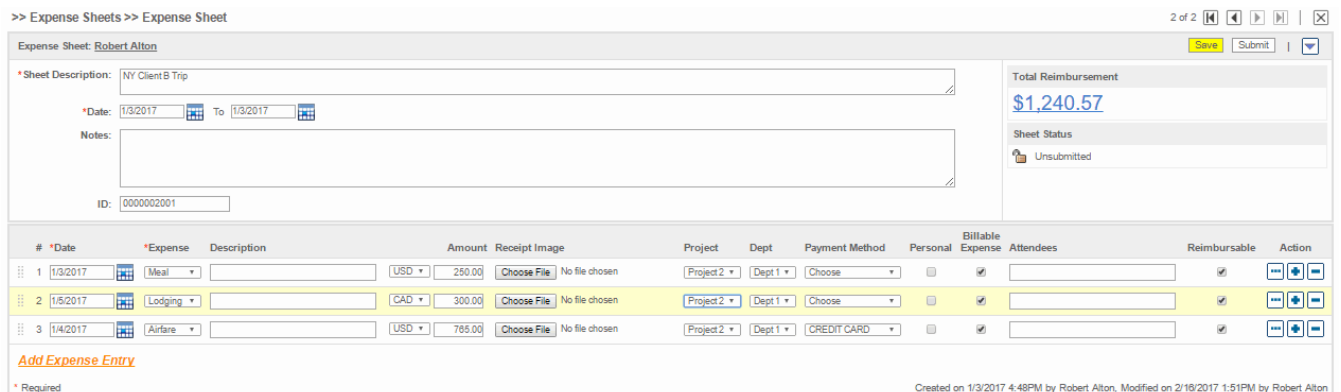 >> Expense Sheets >> Expense Sheet 2 of 2
Expense Sheet: Robert Alton Save Submit
*Sheet Description: NY Client B Trip
Total Reimbursement
$1,240.57
*Date: 1/3/2017 To 1/3/2017
Notes:
Sheet Status
Unsubmitted
ID: 0000002001
# *Date *Expense Description Amount Receipt Image Project Dept Payment Method Personal Billable Expense Attendees Reimbursable Action
1 1/3/2017 Meal USD 250.00 Choose File No file chosen Project 2 Dept 1 Choose
2 1/5/2017 Lodging CAD 300.00 Choose File No file chosen Project 2 Dept 1 Choose
3 1/4/2017 Airfare USD 765.00 Choose File No file chosen Project 2 Dept 1 CREDIT CARD
Add Expense Entry
* Required Created on 1/3/2017 4:48PM by Robert Alton, Modified on 2/16/2017 1:51PM by Robert Alton